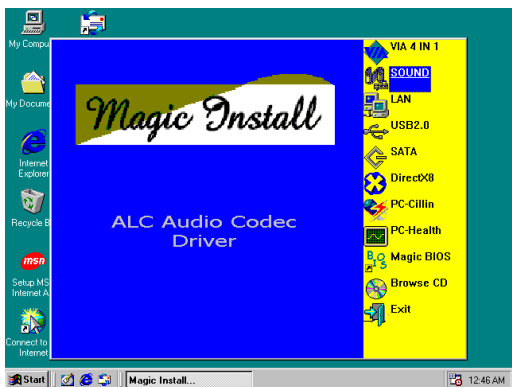 My Compu
My Docume
Internet
Explorer
Recycle B
msn
Setup MS
Internet A
Connect to
Internet
Magic Install
ALC Audio Codec
Driver
VIA 4 IN 1
SOUND
LAN
USB2.0
SATA
DirectX8
PC-Cillin
PC-Health
BIOS
Magic BIOS
Browse CD
Exit
Start
Magic Install...
12:46 AM